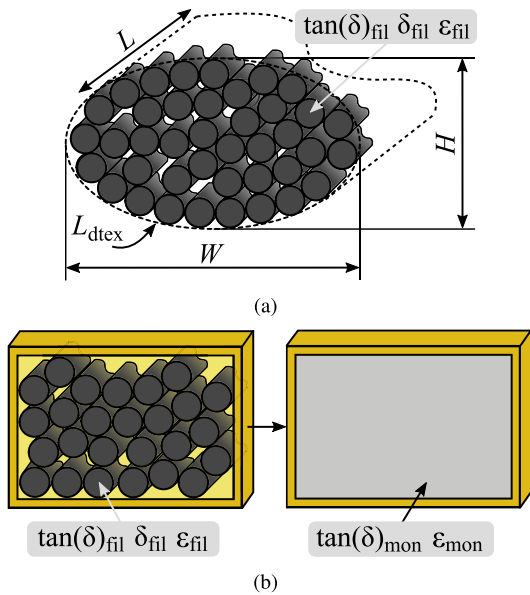 L
tan(δ)fil δfil εfil
H
Ldtex
W
(a)
tan(δ)fil δfil εfil
tan(δ)mon εmon
(b)